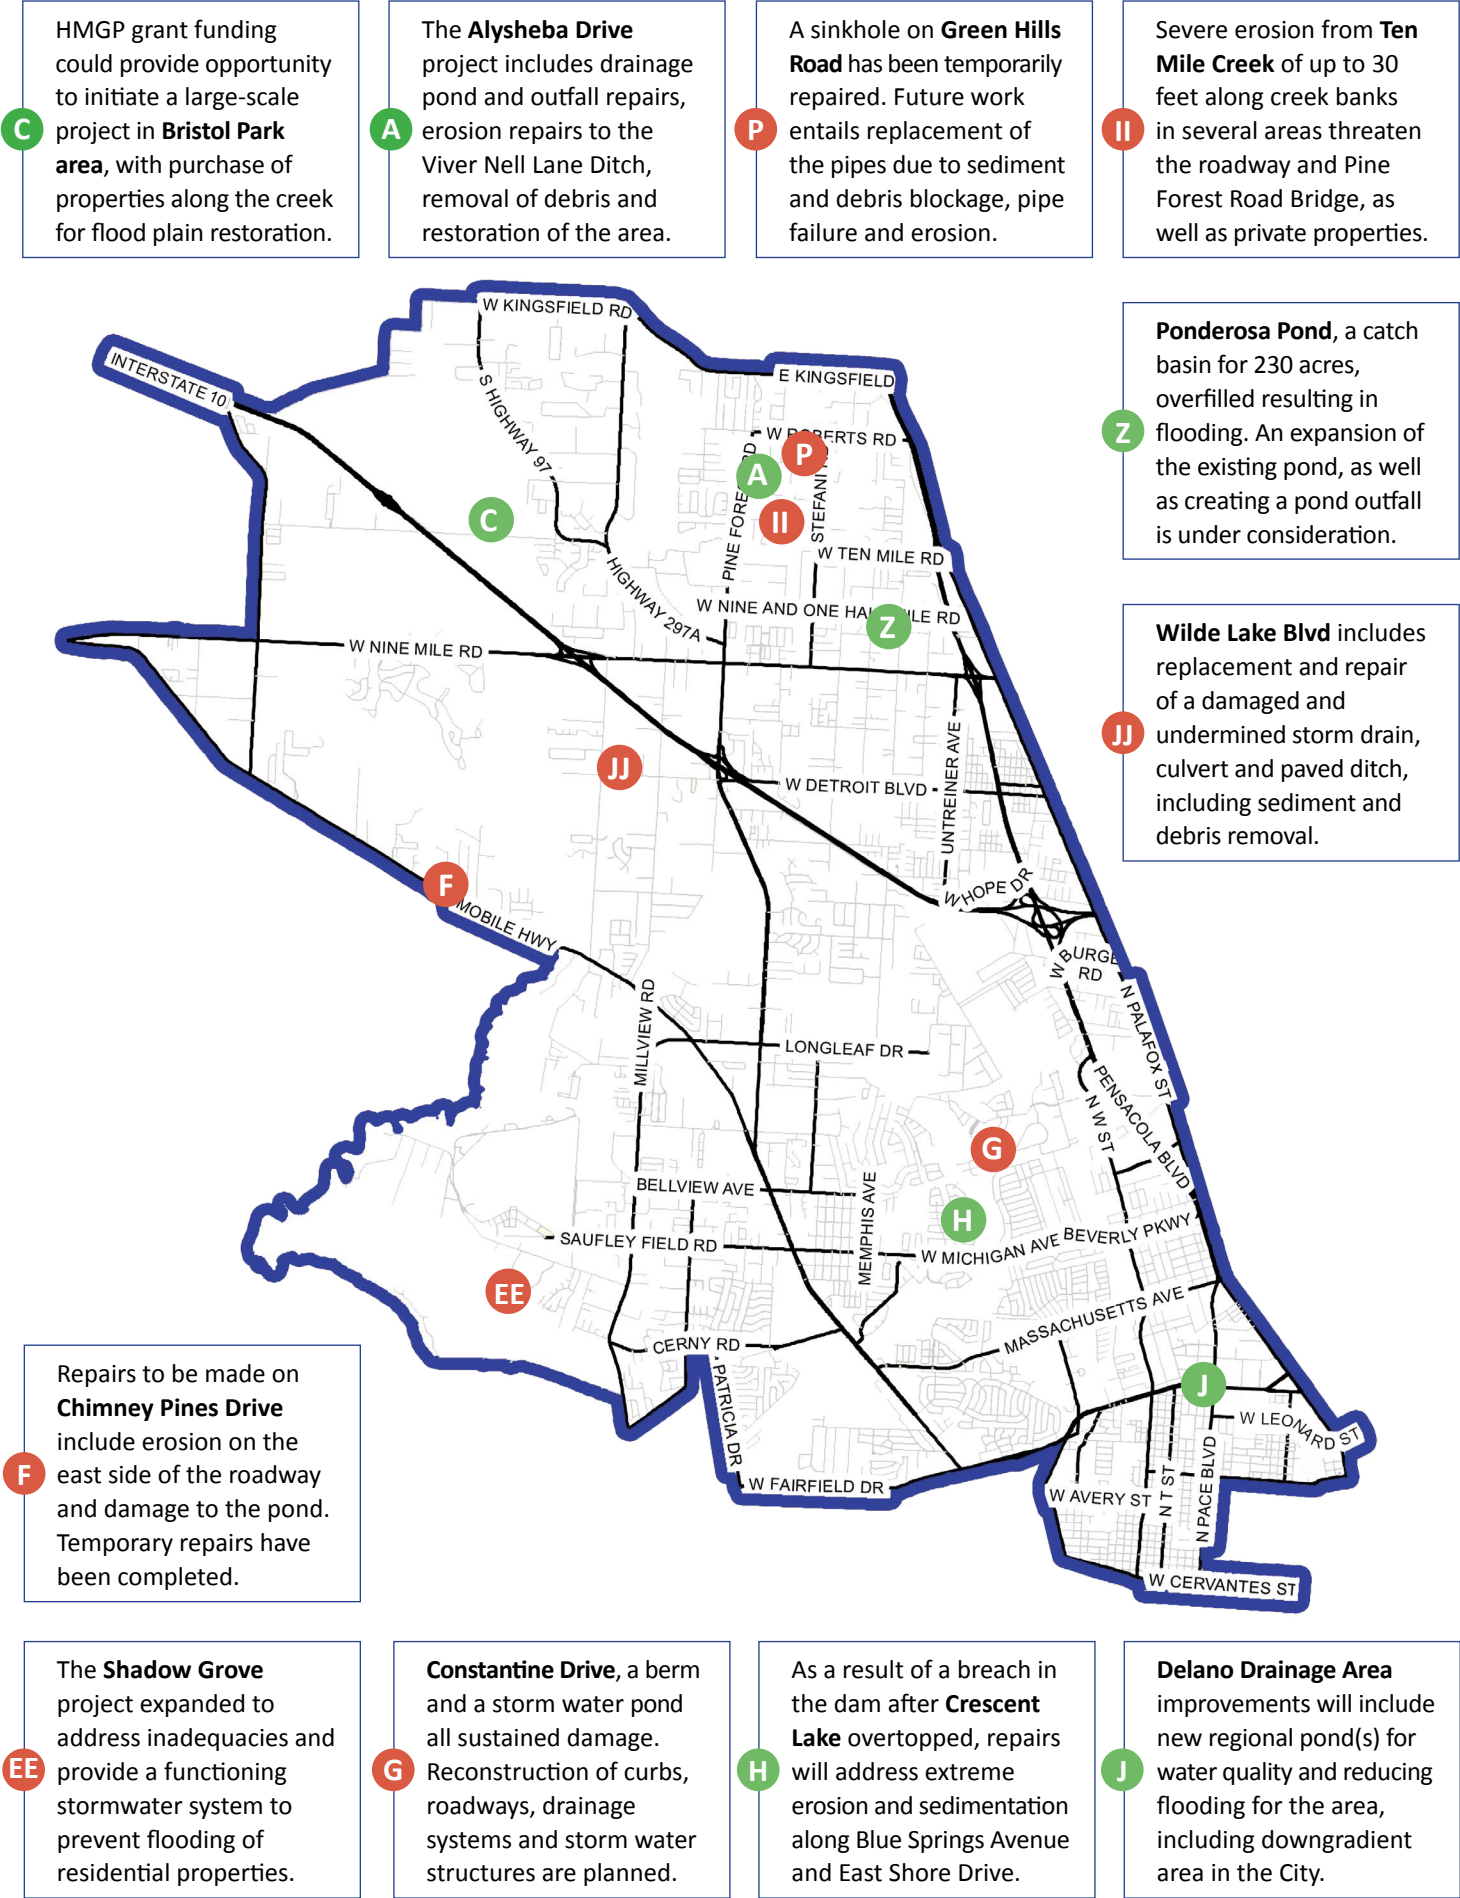 HMGP grant funding
could provide opportunity
to initiate a large-scale
C
project in Bristol Park
area, with purchase of
properties along the creek
for flood plain restoration.
The Alysheba Drive
project includes drainage
pond and outfall repairs,
A
erosion repairs to the
Viver Nell Lane Ditch,
removal of debris and
restoration of the area.
A sinkhole on Green Hills
Road has been temporarily
repaired. Future work
P
entails replacement of
the pipes due to sediment
and debris blockage, pipe
failure and erosion.
Severe erosion from Ten
Mile Creek of up to 30
feet along creek banks
II
in several areas threaten
the roadway and Pine
Forest Road Bridge, as
well as private properties.
Ponderosa Pond, a catch
basin for 230 acres,
overfilled resulting in
Z
flooding. An expansion of
the existing pond, as well
as creating a pond outfall
is under consideration.
Wilde Lake Blvd includes
replacement and repair
of a damaged and
JJ
undermined storm drain,
culvert and paved ditch,
including sediment and
debris removal.
W KINGSFIELD RD
INTERSTATE 10
E KINGSFIELD
S HIGHWAY 97
W ROBERTS RD
P
A
C
II
PINE FOREST RD
STEFANI RD
W TEN MILE RD
HIGHWAY 297A
W NINE AND ONE HALF MILE RD
Z
W NINE MILE RD
JJ
W DETROIT BLVD
UNTREINER AVE
F
MOBILE HWY
W HOPE DR
W BURGE
RD
N PALAFOX ST
MILLVIEW RD
LONGLEAF DR
PENSACOLA BLVD
N W ST
G
BELLVIEW AVE
MEMPHIS AVE
H
SAUFLEY FIELD RD
W MICHIGAN AVE
BEVERLY PKWY
EE
MASSACHUSETTS AVE
CERNY RD
PATRICIA DR
J
W LEONARD ST
W FAIRFIELD DR
W AVERY ST
N T ST
N PACE BLVD
W CERVANTES ST
Repairs to be made on
Chimney Pines Drive
include erosion on the
F
east side of the roadway
and damage to the pond.
Temporary repairs have
been completed.
The Shadow Grove
project expanded to
address inadequacies and
EE
provide a functioning
stormwater system to
prevent flooding of
residential properties.
Constantine Drive, a berm
and a storm water pond
all sustained damage.
G
Reconstruction of curbs,
roadways, drainage
systems and storm water
structures are planned.
As a result of a breach in
the dam after Crescent
Lake overtopped, repairs
H
will address extreme
erosion and sedimentation
along Blue Springs Avenue
and East Shore Drive.
Delano Drainage Area
improvements will include
new regional pond(s) for
J
water quality and reducing
flooding for the area,
including downgradient
area in the City.